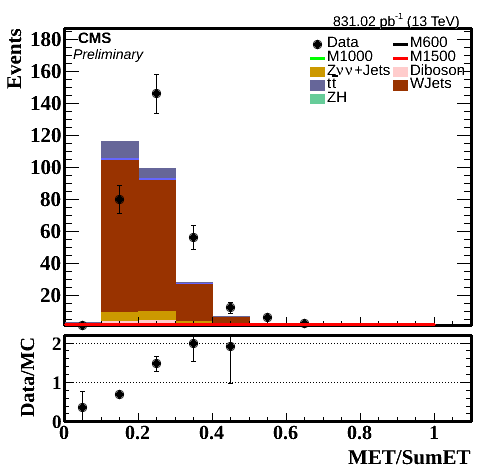 831.02 pb-1 (13 TeV)
CMS
Preliminary
Data
M600
M1000
M1500
Zνν+Jets
Diboson
tt̄
WJets
ZH
Events
180
160
140
120
100
80
60
40
20
Data/MC
2
1
0
0 0.2 0.4 0.6 0.8 1
MET/SumET